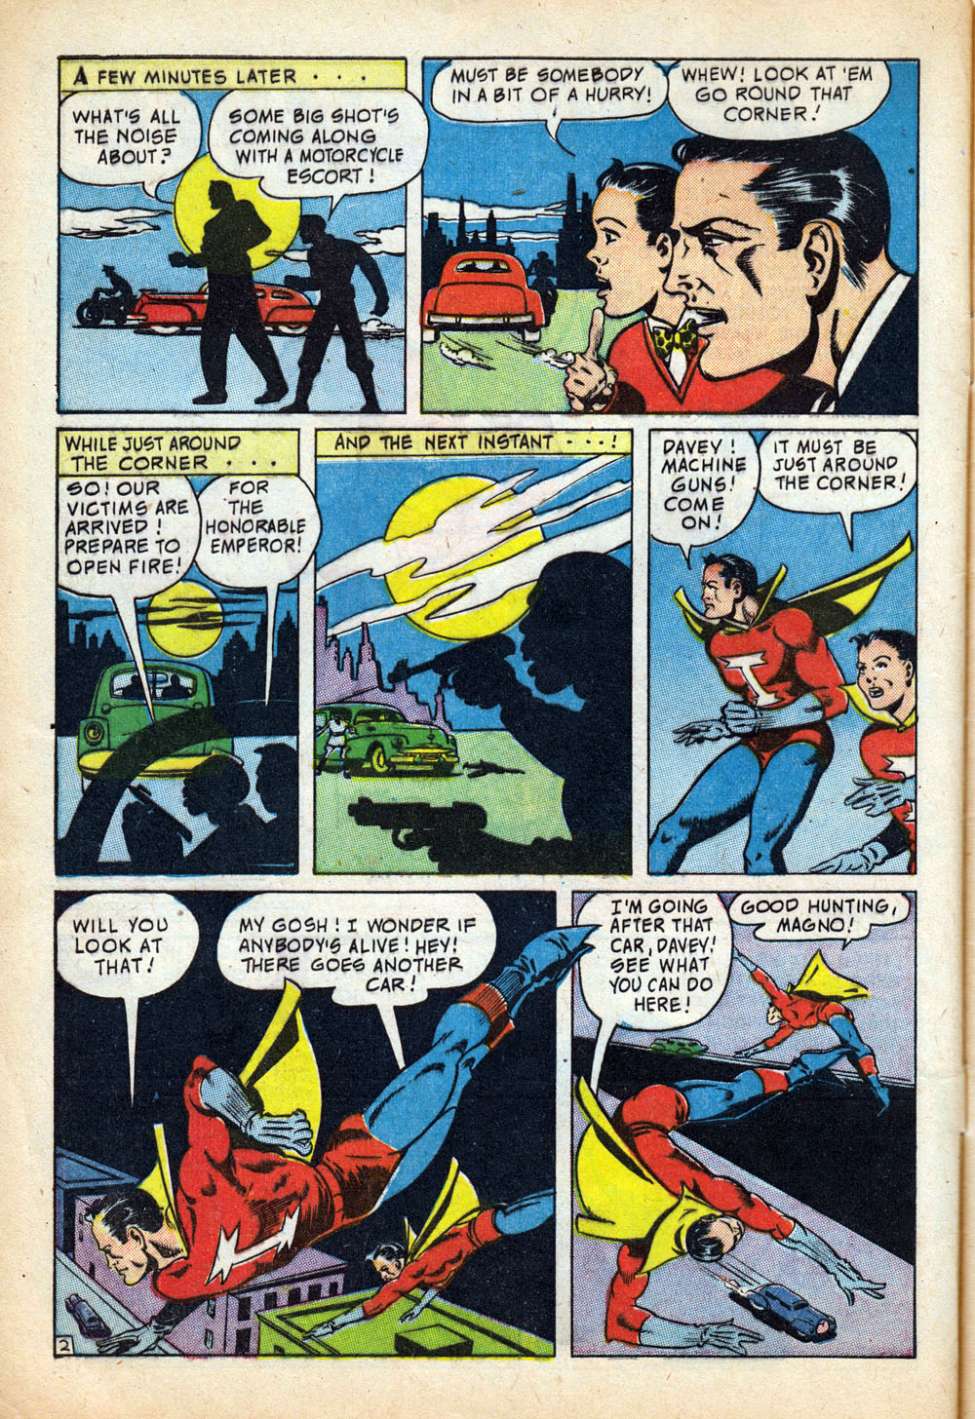 A FEW MINUTES LATER . . .
WHAT'S ALL
THE NOISE
ABOUT?
SOME BIG SHOT'S
COMING ALONG
WITH A MOTORCYCLE
ESCORT!
MUST BE SOMEBODY
IN A BIT OF A HURRY!
WHEW! LOOK AT 'EM
GO ROUND THAT
CORNER!
WHILE JUST AROUND
THE CORNER . . .
SO! OUR
VICTIMS ARE
ARRIVED!
PREPARE TO
OPEN FIRE!
FOR
THE
HONORABLE
EMPEROR!
AND THE NEXT INSTANT . . . !
DAVEY!
MACHINE
GUNS!
COME
ON!
IT MUST BE
JUST AROUND
THE CORNER!
I
WILL YOU
LOOK AT
THAT!
MY GOSH! I WONDER IF
ANYBODY'S ALIVE! HEY!
THERE GOES ANOTHER
CAR!
I'M GOING
AFTER THAT
CAR, DAVEY!
SEE WHAT
YOU CAN DO
HERE!
GOOD HUNTING,
MAGNO!
2